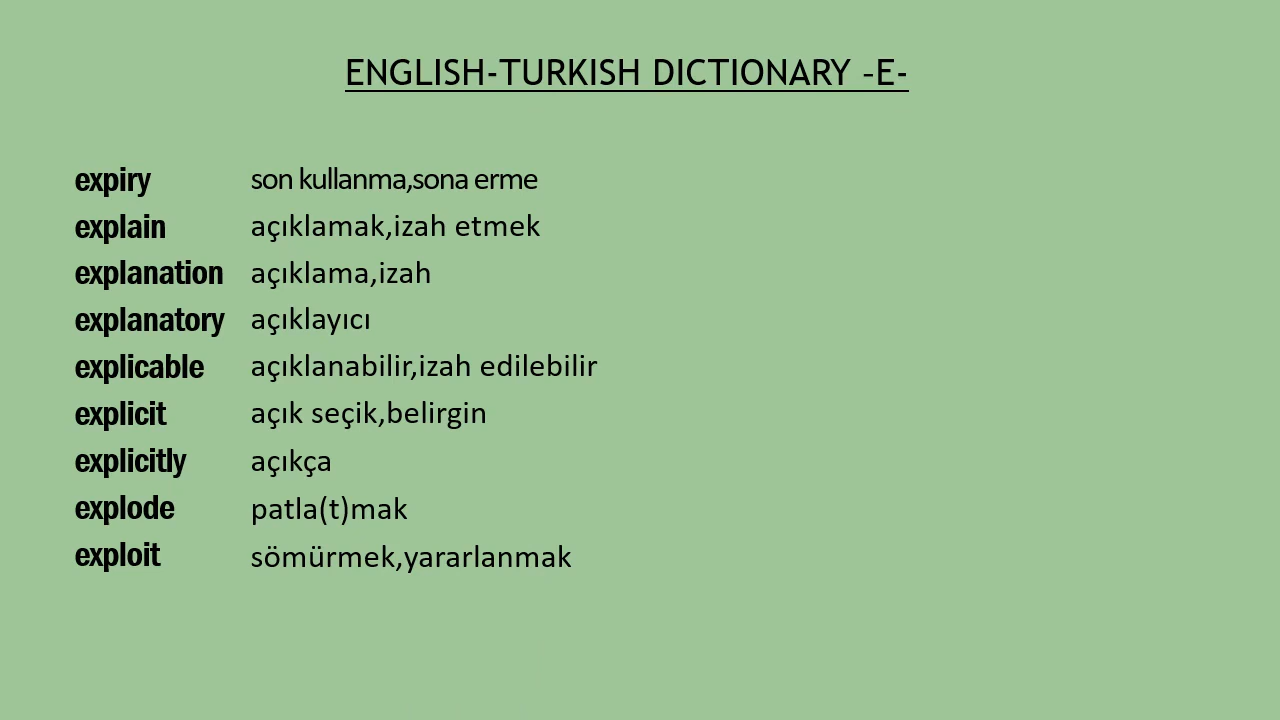 ENGLISH-TURKISH DICTIONARY –E-
expiry son kullanma,sona erme
explain açıklamak,izah etmek
explanation açıklama,izah
explanatory açıklayıcı
explicable açıklanabilir,izah edilebilir
explicit açık seçik,belirgin
explicitly açıkça
explode patla(t)mak
exploit sömürmek,yararlanmak